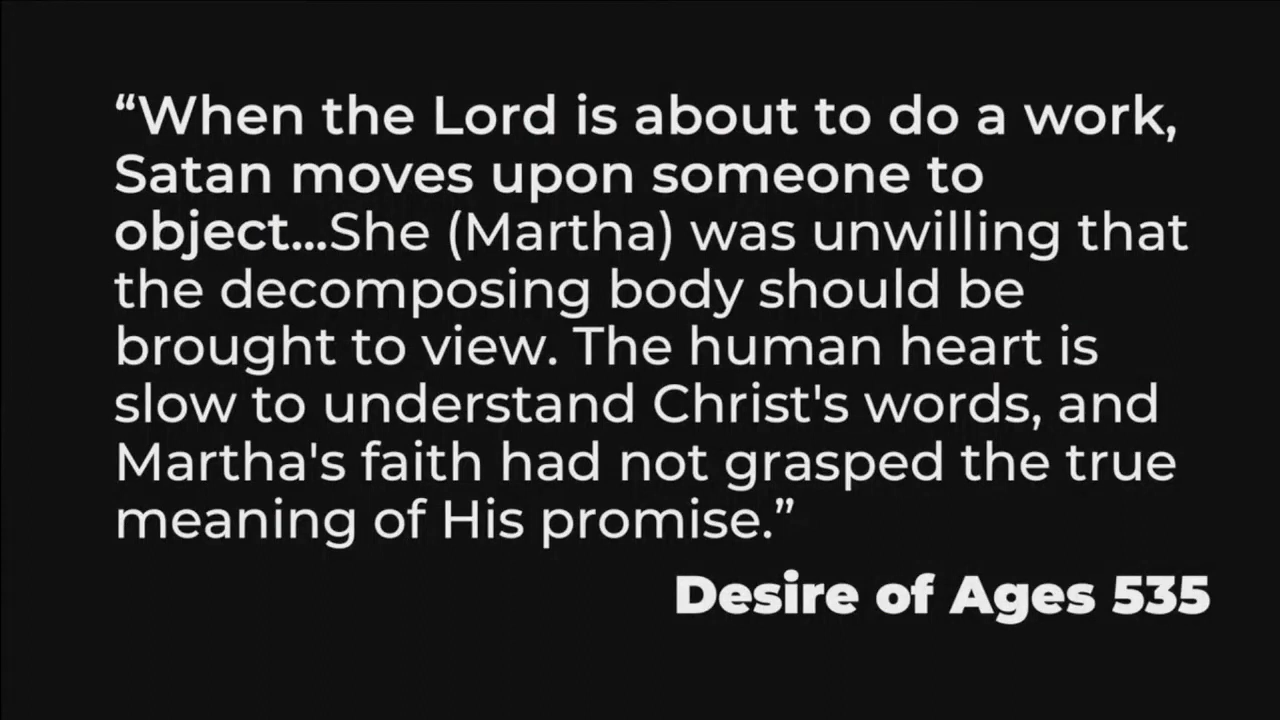 “When the Lord is about to do a work,
Satan moves upon someone to
object...She (Martha) was unwilling that
the decomposing body should be
brought to view. The human heart is
slow to understand Christ's words, and
Martha's faith had not grasped the true
meaning of His promise.”
Desire of Ages 535